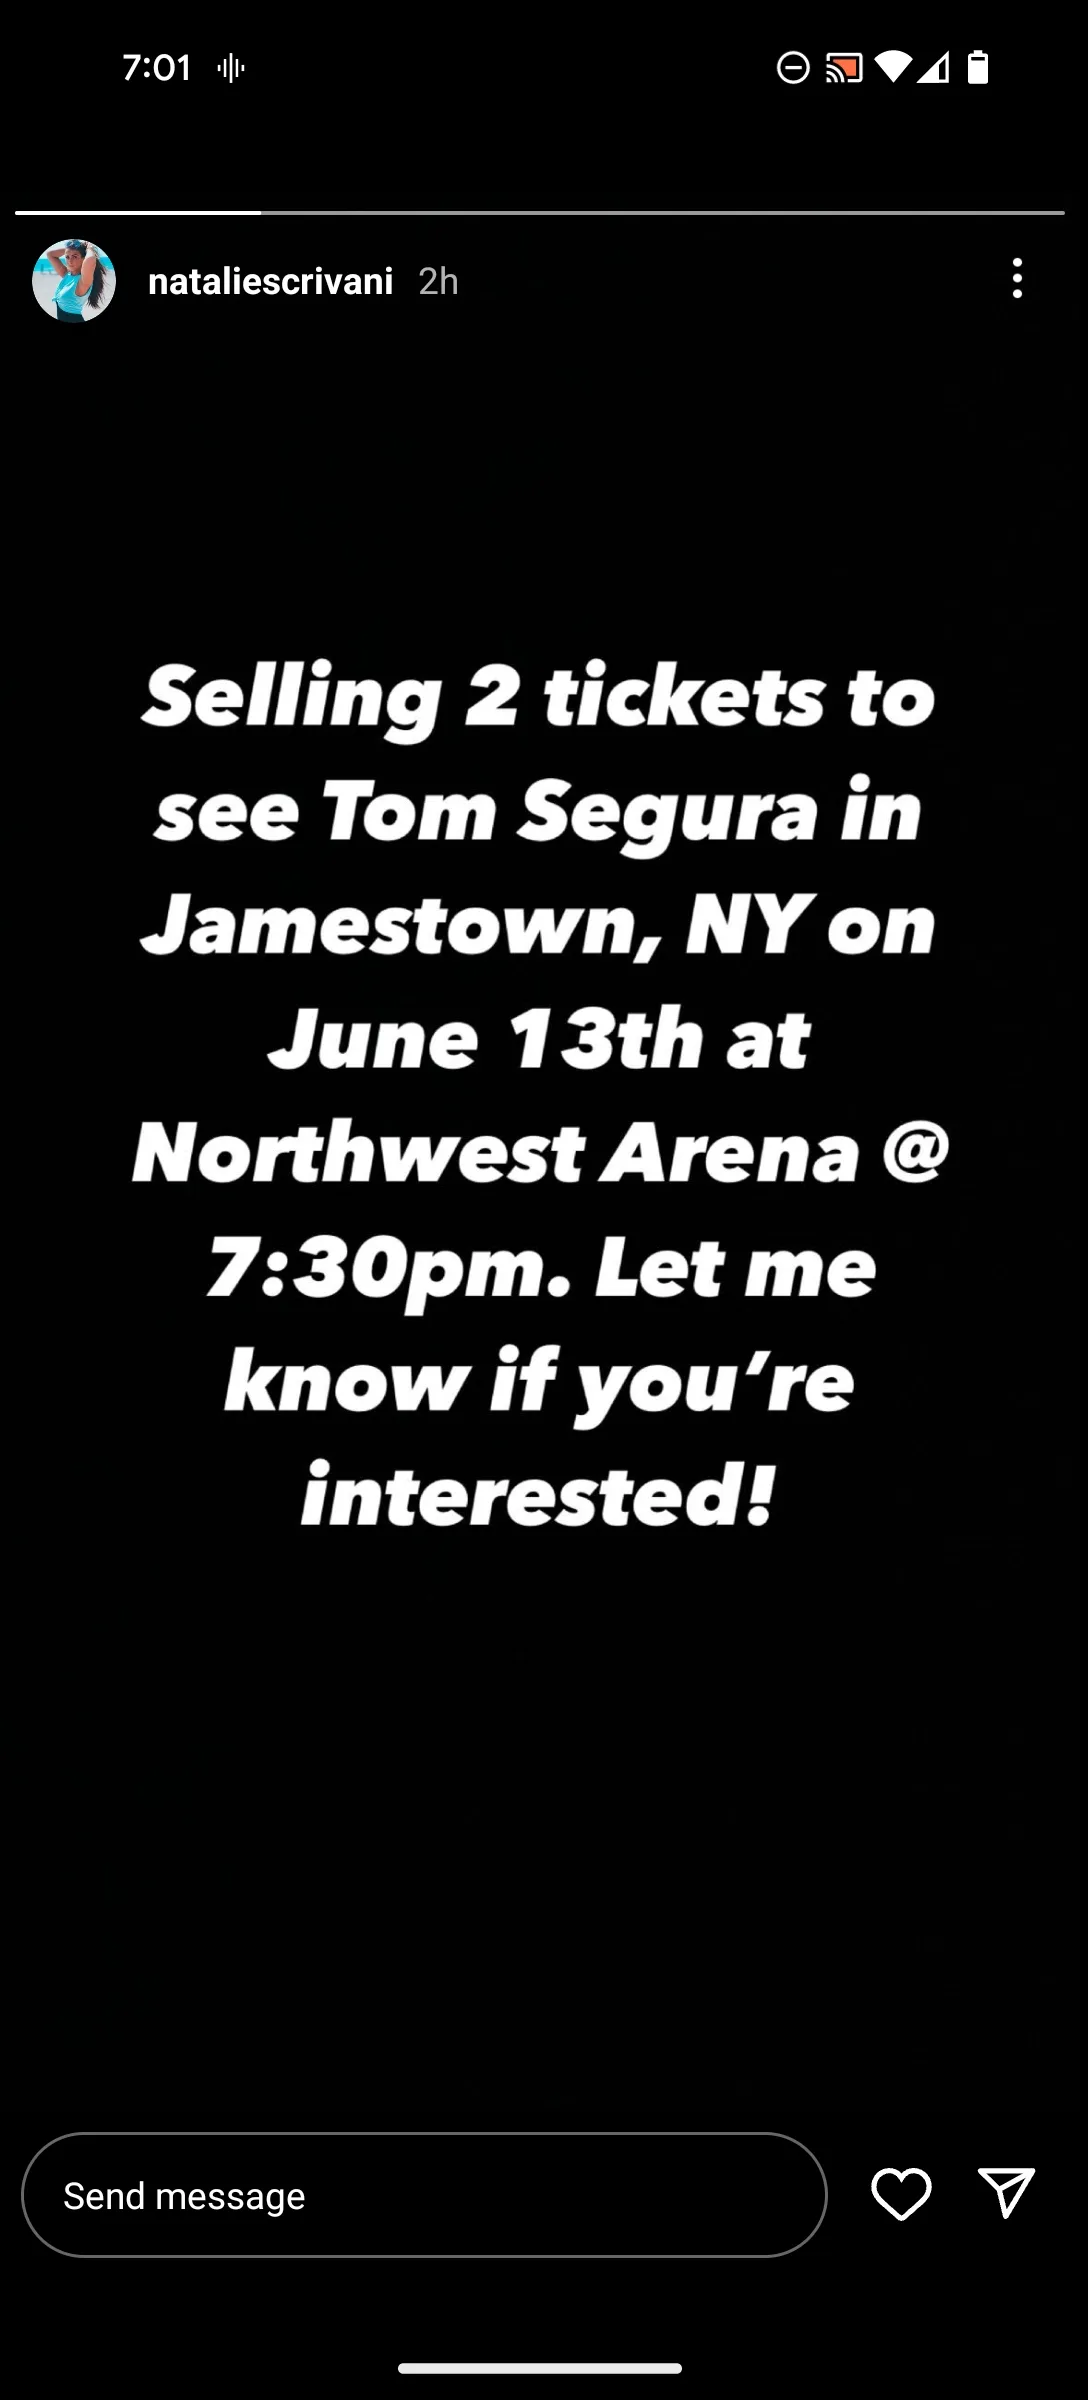 7:01
nataliescrivani 2h
Selling 2 tickets to
see Tom Segura in
Jamestown, NY on
June 13th at
Northwest Arena @
7:30pm. Let me
know if you’re
interested!
Send message